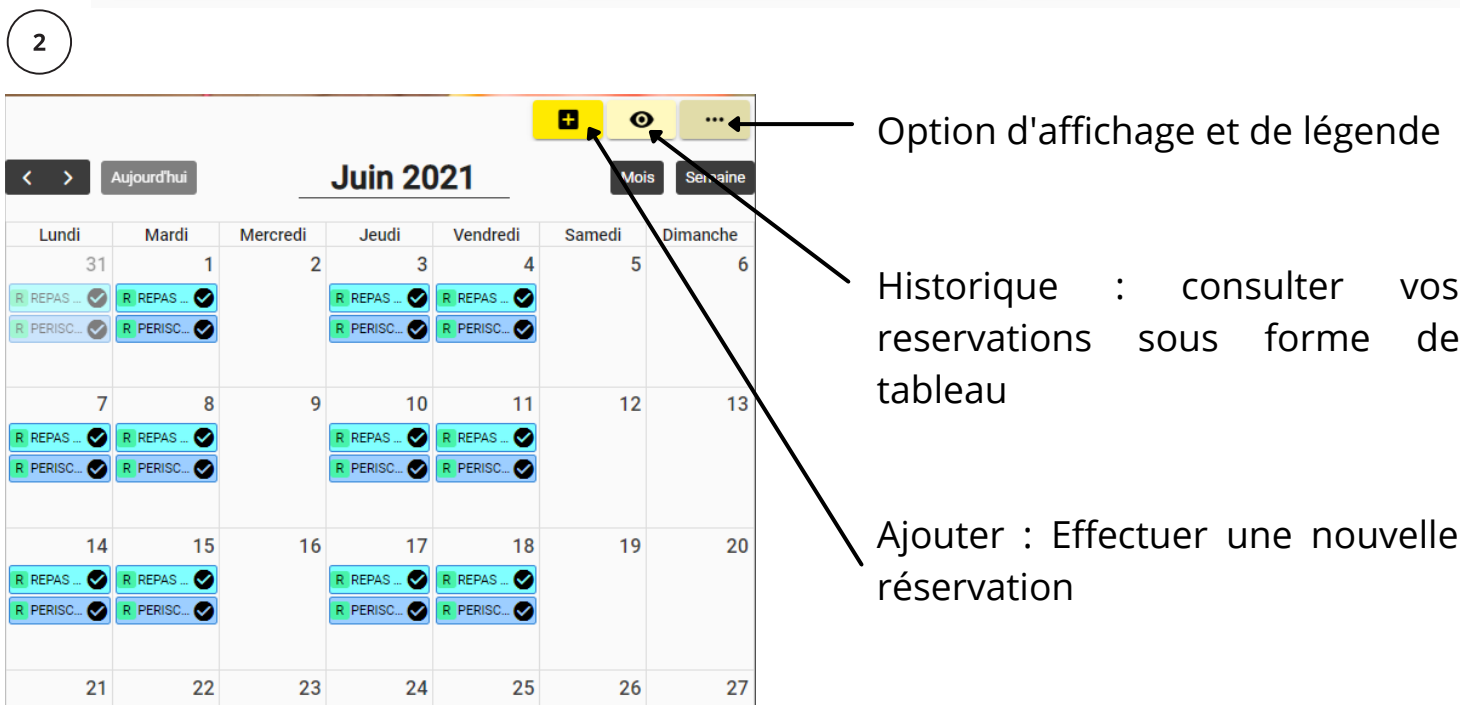 2
Option d'affichage et de légende
Aujourd'hui
Juin 2021
Mois
Semaine
Lundi Mardi Mercredi Jeudi Vendredi Samedi Dimanche
31 1 2 3 4 5 6
R REPAS ... R REPAS ... R REPAS ... R REPAS ...
R PERISC... R PERISC... R PERISC... R PERISC...
7 8 9 10 11 12 13
R REPAS ... R REPAS ... R REPAS ... R REPAS ...
R PERISC... R PERISC... R PERISC... R PERISC...
14 15 16 17 18 19 20
R REPAS ... R REPAS ... R REPAS ... R REPAS ...
R PERISC... R PERISC... R PERISC... R PERISC...
21 22 23 24 25 26 27
Historique : consulter vos
reservations sous forme de
tableau
Ajouter : Effectuer une nouvelle
réservation